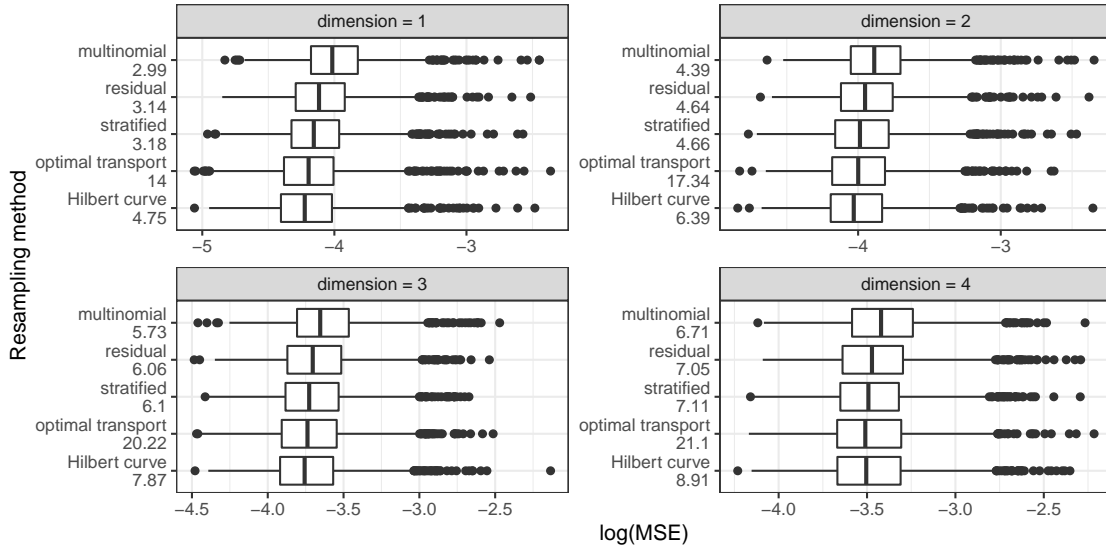 Resampling method
dimension = 1
multinomial
2.99
residual
3.14
stratified
3.18
optimal transport
14
Hilbert curve
4.75
−5 −4 −3
dimension = 2
multinomial
4.39
residual
4.64
stratified
4.66
optimal transport
17.34
Hilbert curve
6.39
−4 −3
dimension = 3
multinomial
5.73
residual
6.06
stratified
6.1
optimal transport
20.22
Hilbert curve
7.87
−4.5 −4.0 −3.5 −3.0 −2.5
dimension = 4
multinomial
6.71
residual
7.05
stratified
7.11
optimal transport
21.1
Hilbert curve
8.91
−4.0 −3.5 −3.0 −2.5
log(MSE)